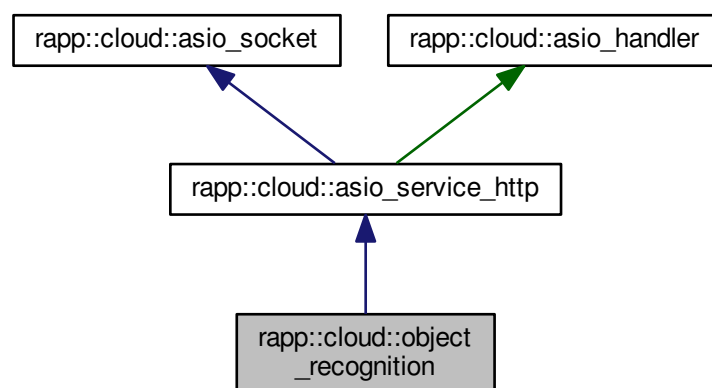 rapp::cloud::asio_socket
rapp::cloud::asio_handler
rapp::cloud::asio_service_http
rapp::cloud::object
_recognition